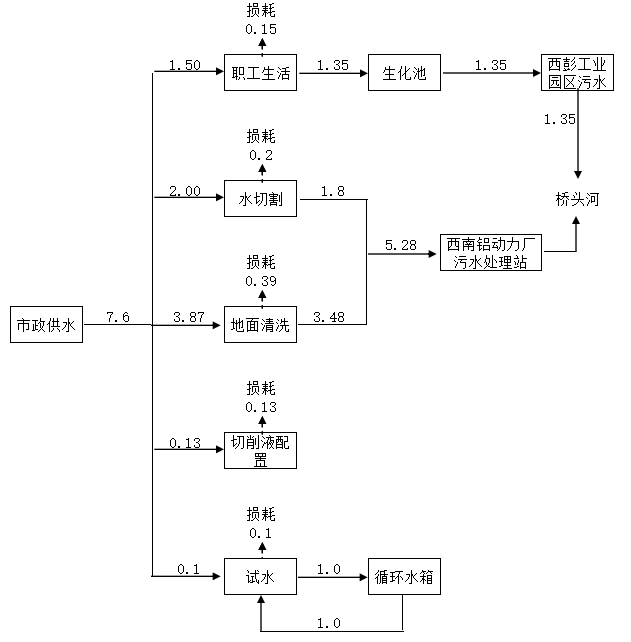 损耗
0.15
1.50
职工生活
1.35
生化池
1.35
西彭工业
园区污水
1.35
桥头河
损耗
0.2
2.00
水切割
1.8
5.28
西南铝动力厂
污水处理站
损耗
0.39
市政供水
7.6
3.87
地面清洗
3.48
损耗
0.13
0.13
切削液配
置
损耗
0.1
0.1
试水
1.0
循环水箱
1.0